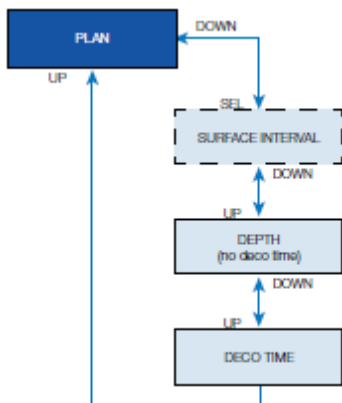 PLAN
DOWN
UP
SEL
SURFACE INTERVAL
DOWN
UP
DEPTH
(no deco time)
DOWN
UP
DECO TIME